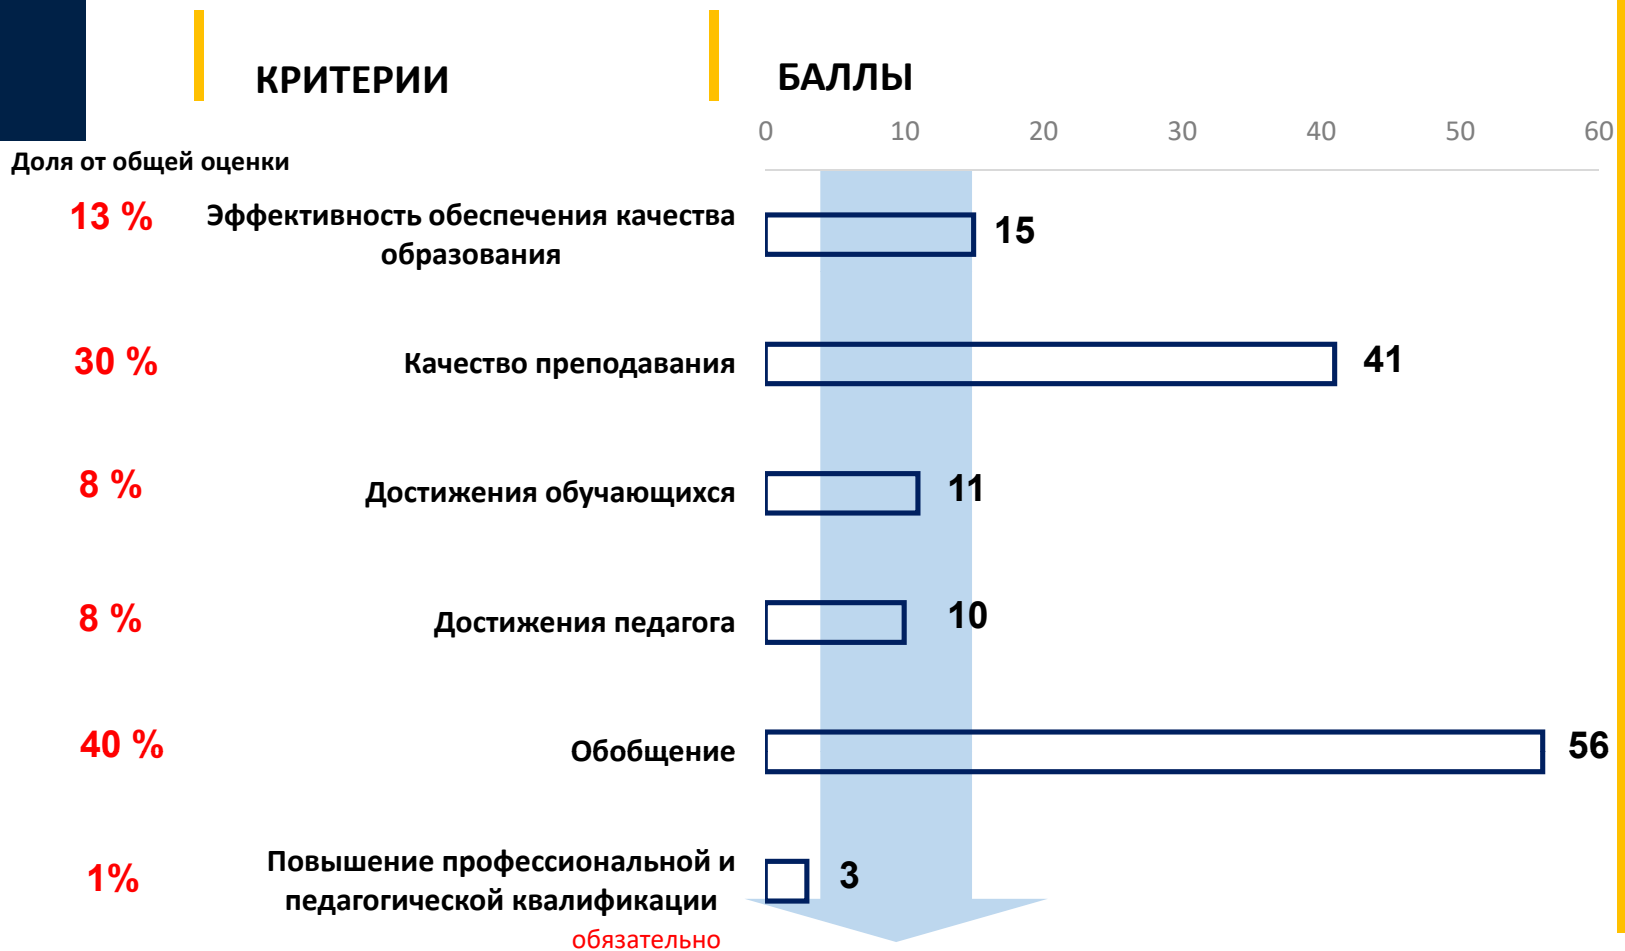 КРИТЕРИИ
БАЛЛЫ
0 10 20 30 40 50 60
Доля от общей оценки
13 %
Эффективность обеспечения качества
образования
15
30 %
Качество преподавания
41
8 %
Достижения обучающихся
11
8 %
Достижения педагога
10
40 %
Обобщение
56
1%
Повышение профессиональной и
педагогической квалификации
3
обязательно